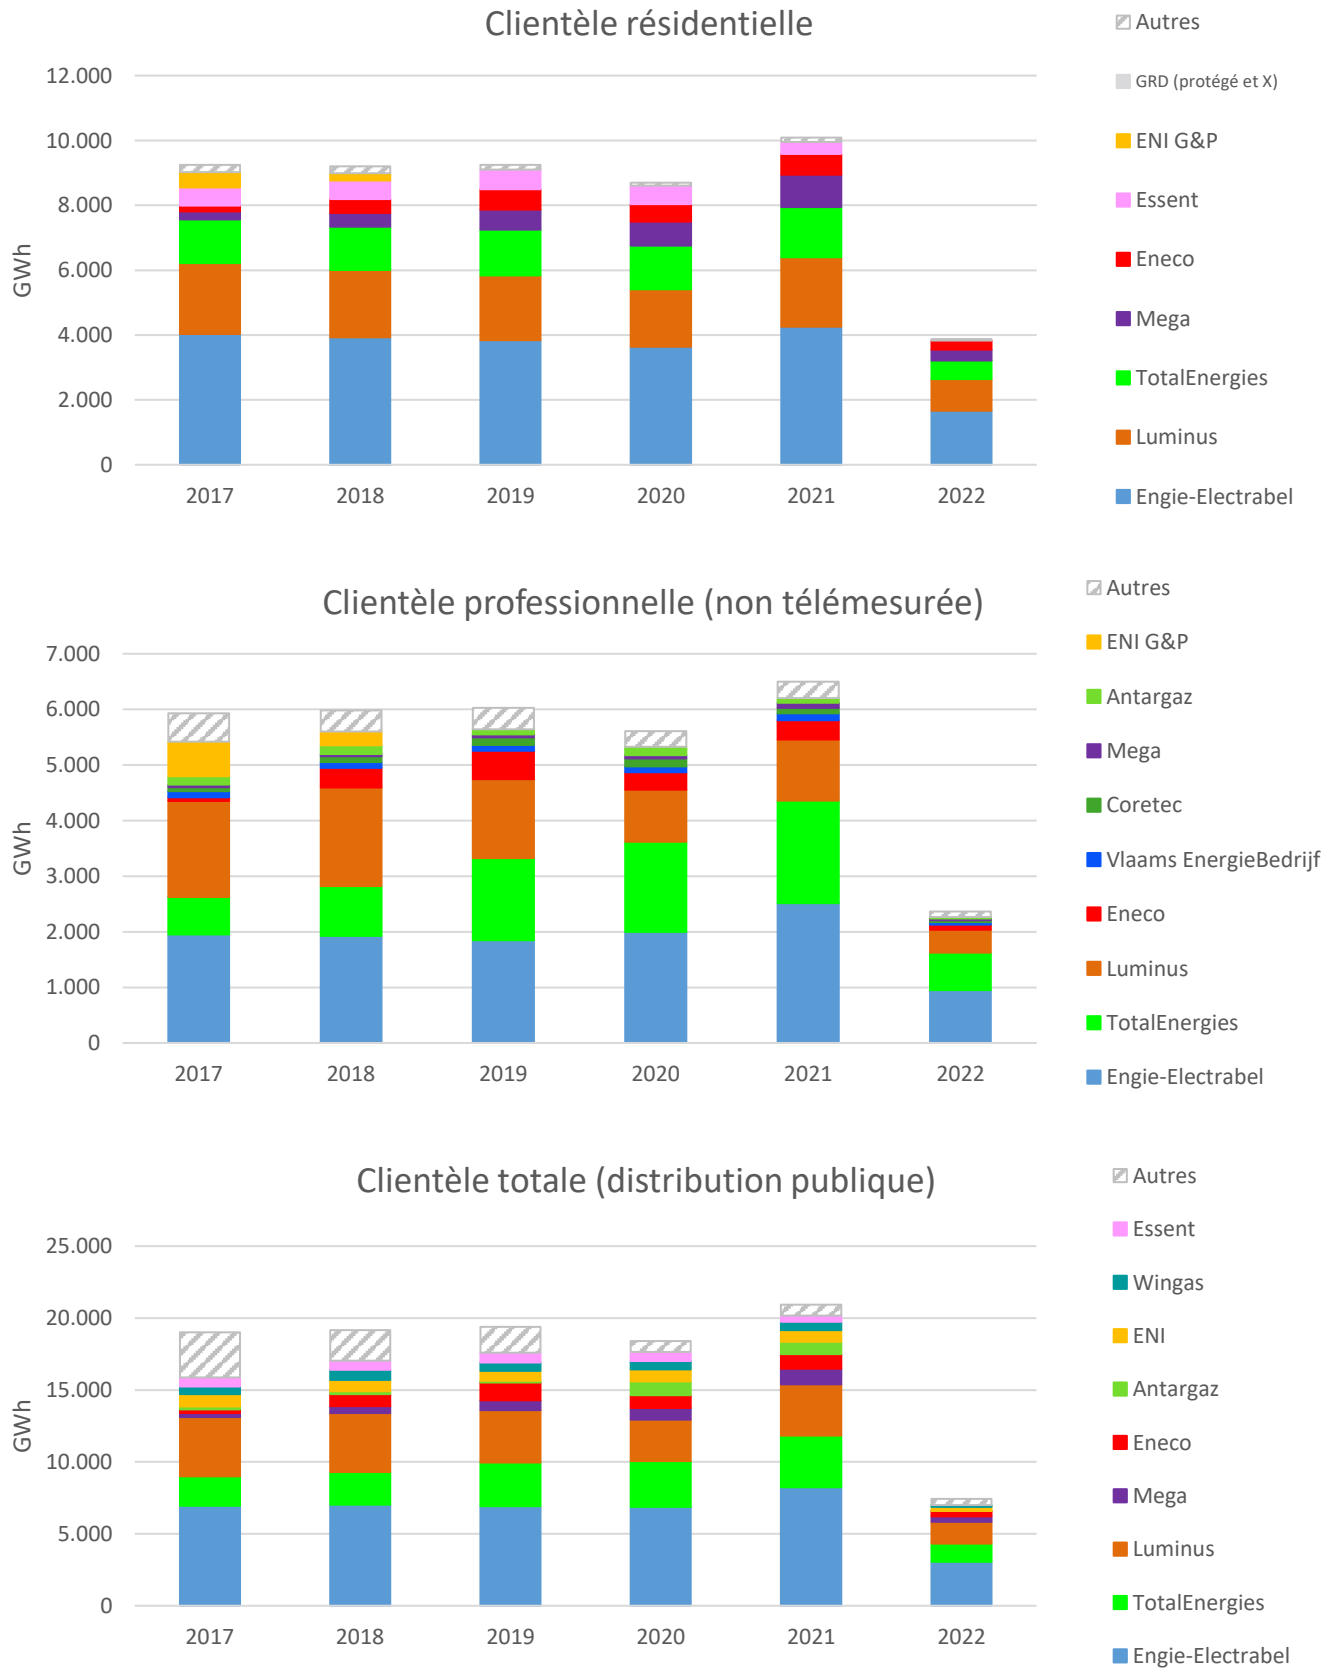 Clientèle résidentielle
12.000
10.000
8.000
6.000
4.000
2.000
0
GWh
2017 2018 2019 2020 2021 2022
Autres
GRD (protégé et X)
ENI G&P
Essent
Eneco
Mega
TotalEnergies
Luminus
Engie-Electrabel
Clientèle professionnelle (non télémesurée)
7.000
6.000
5.000
4.000
3.000
2.000
1.000
0
GWh
2017 2018 2019 2020 2021 2022
Autres
ENI G&P
Antargaz
Mega
Coretec
Vlaams EnergieBedrijf
Eneco
Luminus
TotalEnergies
Engie-Electrabel
Clientèle totale (distribution publique)
25.000
20.000
15.000
10.000
5.000
0
GWh
2017 2018 2019 2020 2021 2022
Autres
Essent
Wingas
ENI
Antargaz
Eneco
Mega
Luminus
TotalEnergies
Engie-Electrabel